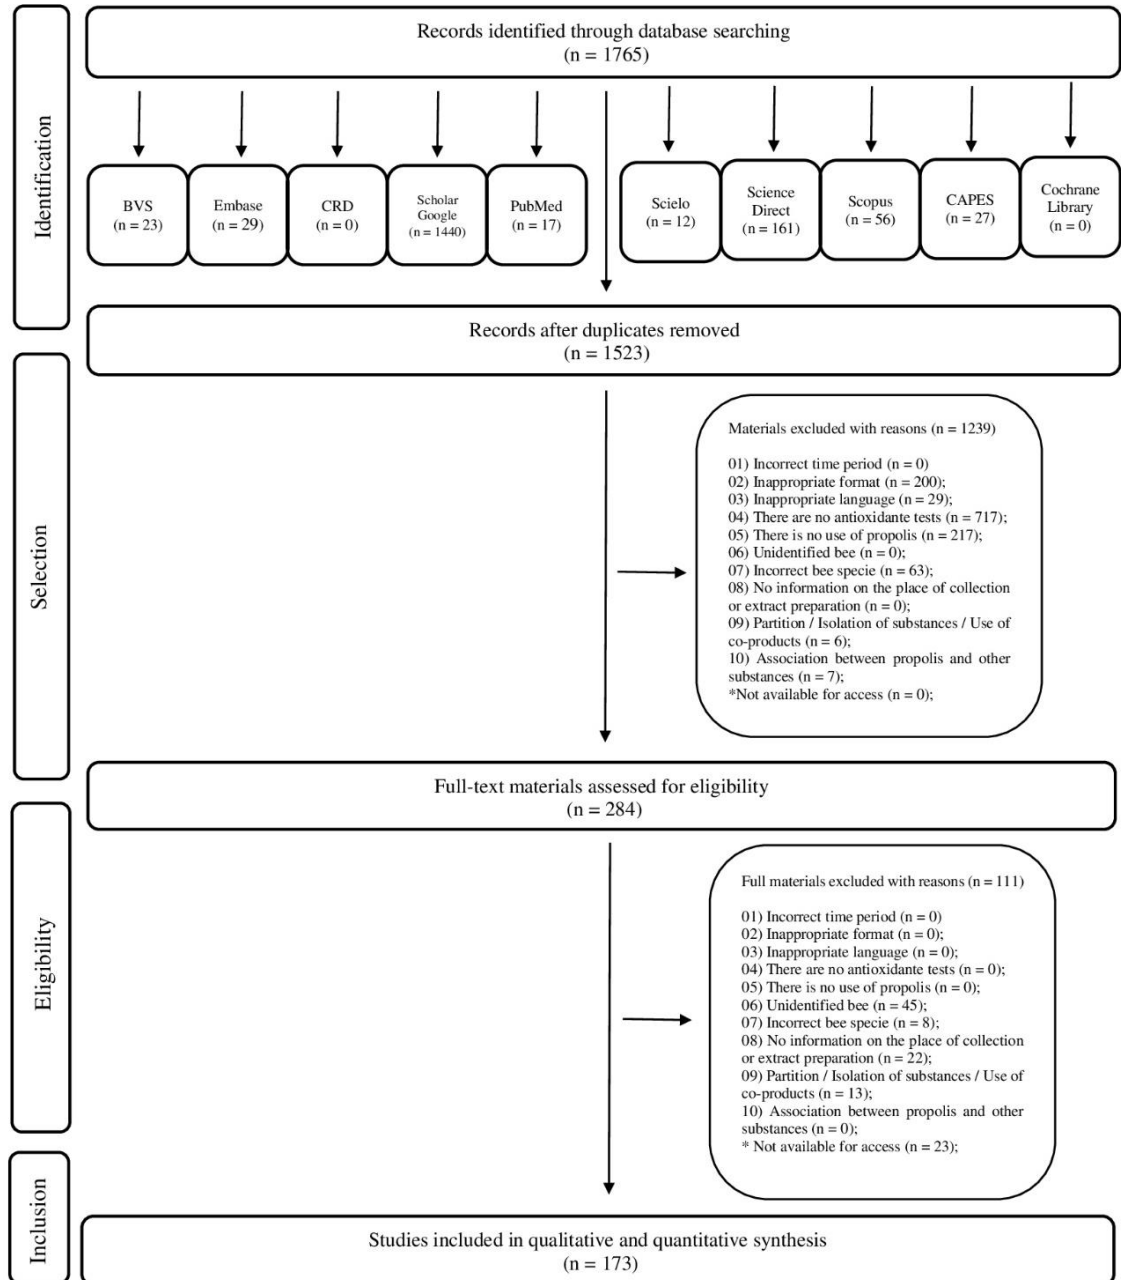 Identification
Records identified through database searching
(n = 1765)
BVS
(n = 23)
Embase
(n = 29)
CRD
(n = 0)
Scholar
Google
(n = 1440)
PubMed
(n = 17)
Scielo
(n = 12)
Science
Direct
(n = 161)
Scopus
(n = 56)
CAPES
(n = 27)
Cochrane
Library
(n = 0)
Records after duplicates removed
(n = 1523)
Selection
Materials excluded with reasons (n = 1239)
01) Incorrect time period (n = 0)
02) Inappropriate format (n = 200);
03) Inappropriate language (n = 29);
04) There are no antioxidante tests (n = 717);
05) There is no use of propolis (n = 217);
06) Unidentified bee (n = 0);
07) Incorrect bee specie (n = 63);
08) No information on the place of collection
or extract preparation (n = 0);
09) Partition / Isolation of substances / Use of
co-products (n = 6);
10) Association between propolis and other
substances (n = 7);
*Not available for access (n = 0);
Full-text materials assessed for eligibility
(n = 284)
Eligibility
Full materials excluded with reasons (n = 111)
01) Incorrect time period (n = 0)
02) Inappropriate format (n = 0);
03) Inappropriate language (n = 0);
04) There are no antioxidante tests (n = 0);
05) There is no use of propolis (n = 0);
06) Unidentified bee (n = 45);
07) Incorrect bee specie (n = 8);
08) No information on the place of collection
or extract preparation (n = 22);
09) Partition / Isolation of substances / Use of
co-products (n = 13);
10) Association between propolis and other
substances (n = 0);
* Not available for access (n = 23);
Inclusion
Studies included in qualitative and quantitative synthesis
(n = 173)